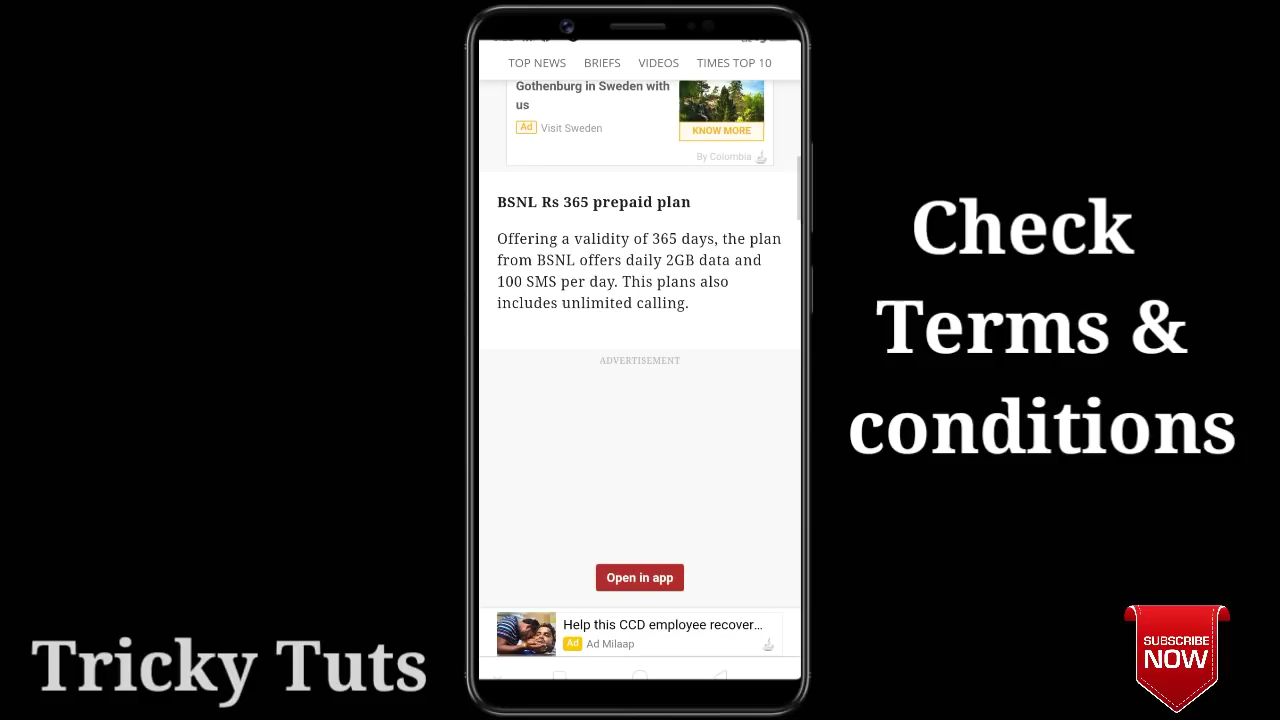 TOP NEWS BRIEFS VIDEOS TIMES TOP 10
Gothenburg in Sweden with
us
Ad Visit Sweden
KNOW MORE
By Colombia
BSNL Rs 365 prepaid plan
Offering a validity of 365 days, the plan
from BSNL offers daily 2GB data and
100 SMS per day. This plans also
includes unlimited calling.
ADVERTISEMENT
Open in app
Help this CCD employee recover...
Ad Ad Milaap
Check
Terms &
conditions
Tricky Tuts
SUBSCRIBE
NOW